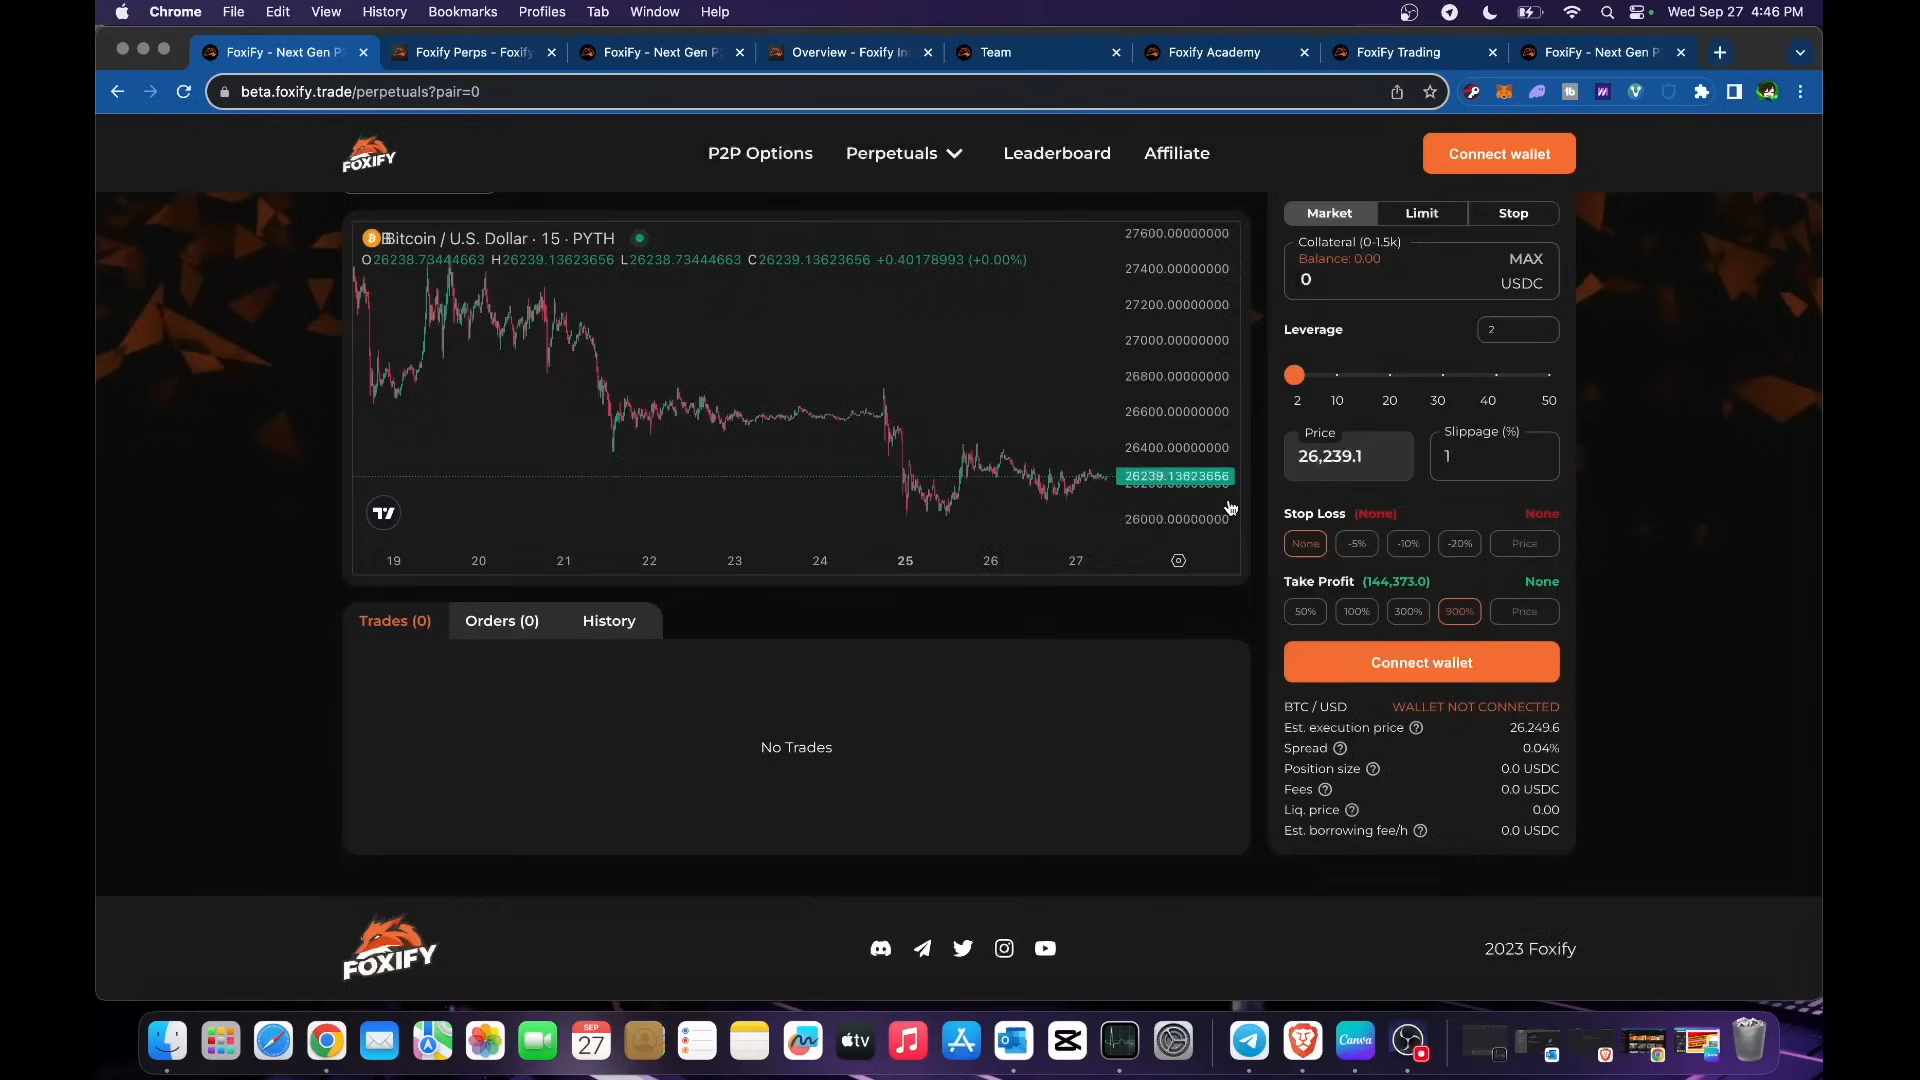 Chrome File Edit View History Bookmarks Profiles Tab Window Help Wed Sep 27 4:46 PM
FoxiFy - Next Gen P Foxify Perps - Foxify FoxiFy - Next Gen P Overview - Foxify In Team Foxify Academy FoxiFy Trading FoxiFy - Next Gen P
beta.foxify.trade/perpetuals?pair=0
FOXIFY P2P Options Perpetuals Leaderboard Affiliate Connect wallet
Bitcoin / U.S. Dollar · 15 · PYTH
O26238.73444663 H26239.13623656 L26238.73444663 C26239.13623656 +0.40178993 (+0.00%)
27600.00000000
27400.00000000
27200.00000000
27000.00000000
26800.00000000
26600.00000000
26400.00000000
26239.13623656
26000.00000000
19 20 21 22 23 24 25 26 27
Market Limit Stop
Collateral (0-1.5k)
Balance: 0.00 MAX
0 USDC
Leverage 2
2 10 20 30 40 50
Price Slippage (%)
26,239.1 1
Stop Loss (None) None
None -5% -10% -20% Price
Take Profit (144,373.0) None
50% 100% 300% 900% Price
Connect wallet
BTC / USD WALLET NOT CONNECTED
Est. execution price 26,249.6
Spread 0.04%
Position size 0.0 USDC
Fees 0.0 USDC
Liq. price 0.00
Est. borrowing fee/h 0.0 USDC
Trades (0) Orders (0) History
No Trades
FOXIFY 2023 Foxify
SEP
27
tv
Canva